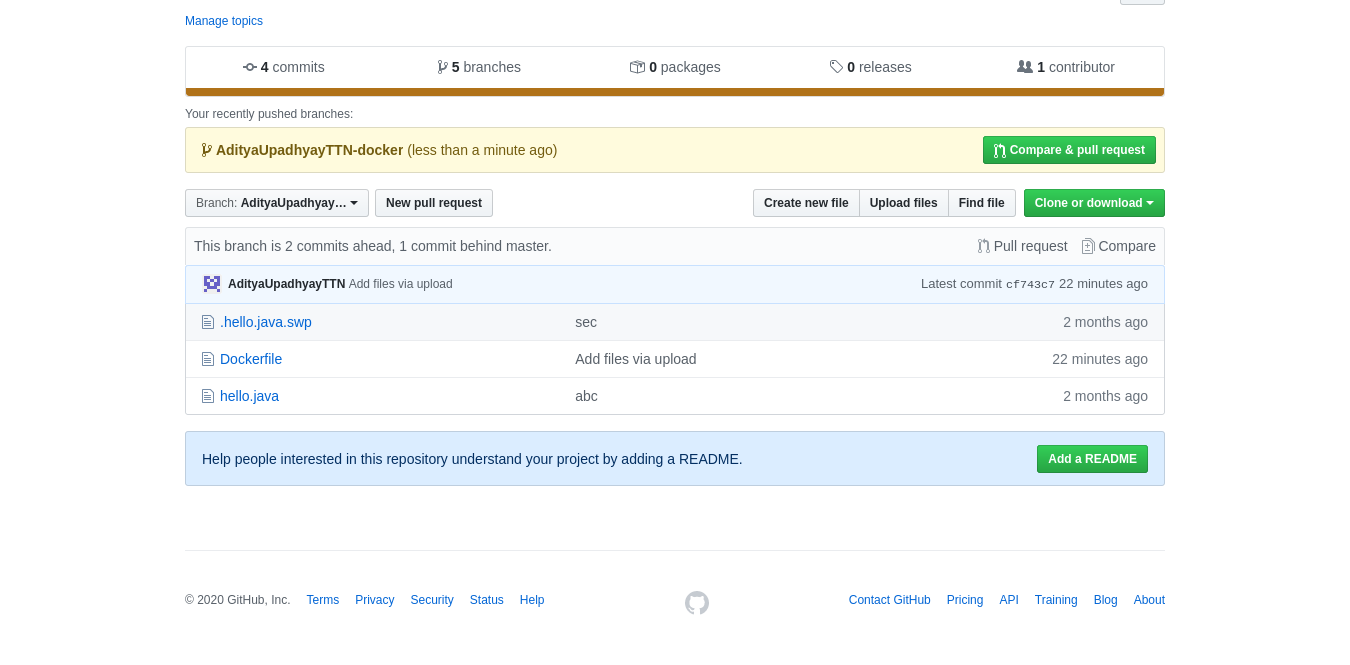 Manage topics
4 commits 5 branches 0 packages 0 releases 1 contributor
Your recently pushed branches:
AdityaUpadhyayTTN-docker (less than a minute ago) Compare & pull request
Branch: AdityaUpadhyay… New pull request Create new file Upload files Find file Clone or download
This branch is 2 commits ahead, 1 commit behind master. Pull request Compare
AdityaUpadhyayTTN Add files via upload Latest commit cf743c7 22 minutes ago
.hello.java.swp sec 2 months ago
Dockerfile Add files via upload 22 minutes ago
hello.java abc 2 months ago
Help people interested in this repository understand your project by adding a README. Add a README
© 2020 GitHub, Inc. Terms Privacy Security Status Help Contact GitHub Pricing API Training Blog About